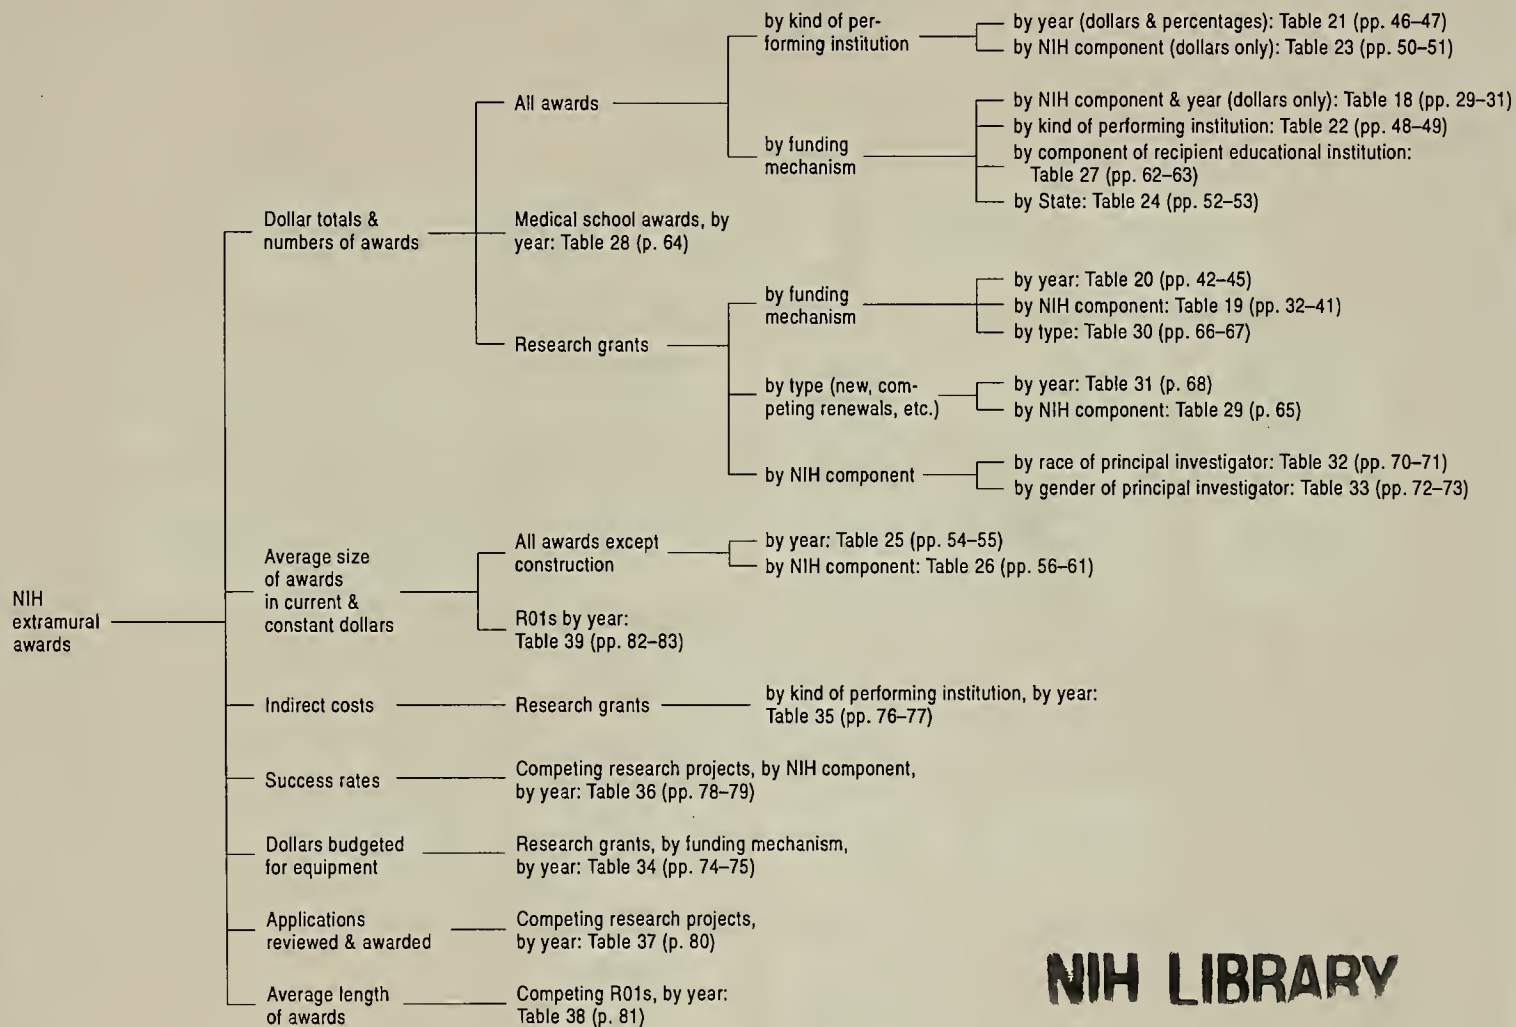 NIH
extramural
awards
Dollar totals &
numbers of awards
All awards
by kind of per-
forming institution
by year (dollars & percentages): Table 21 (pp. 46–47)
by NIH component (dollars only): Table 23 (pp. 50–51)
by funding
mechanism
by NIH component & year (dollars only): Table 18 (pp. 29–31)
by kind of performing institution: Table 22 (pp. 48–49)
by component of recipient educational institution:
Table 27 (pp. 62–63)
by State: Table 24 (pp. 52–53)
Medical school awards, by
year: Table 28 (p. 64)
Research grants
by funding
mechanism
by year: Table 20 (pp. 42–45)
by NIH component: Table 19 (pp. 32–41)
by type: Table 30 (pp. 66–67)
by type (new, com-
peting renewals, etc.)
by year: Table 31 (p. 68)
by NIH component: Table 29 (p. 65)
by NIH component
by race of principal investigator: Table 32 (pp. 70–71)
by gender of principal investigator: Table 33 (pp. 72–73)
Average size
of awards
in current &
constant dollars
All awards except
construction
by year: Table 25 (pp. 54–55)
by NIH component: Table 26 (pp. 56–61)
R01s by year:
Table 39 (pp. 82–83)
Indirect costs
Research grants
by kind of performing institution, by year:
Table 35 (pp. 76–77)
Success rates
Competing research projects, by NIH component,
by year: Table 36 (pp. 78–79)
Dollars budgeted
for equipment
Research grants, by funding mechanism,
by year: Table 34 (pp. 74–75)
Applications
reviewed & awarded
Competing research projects,
by year: Table 37 (p. 80)
Average length
of awards
Competing R01s, by year:
Table 38 (p. 81)
NIH LIBRARY